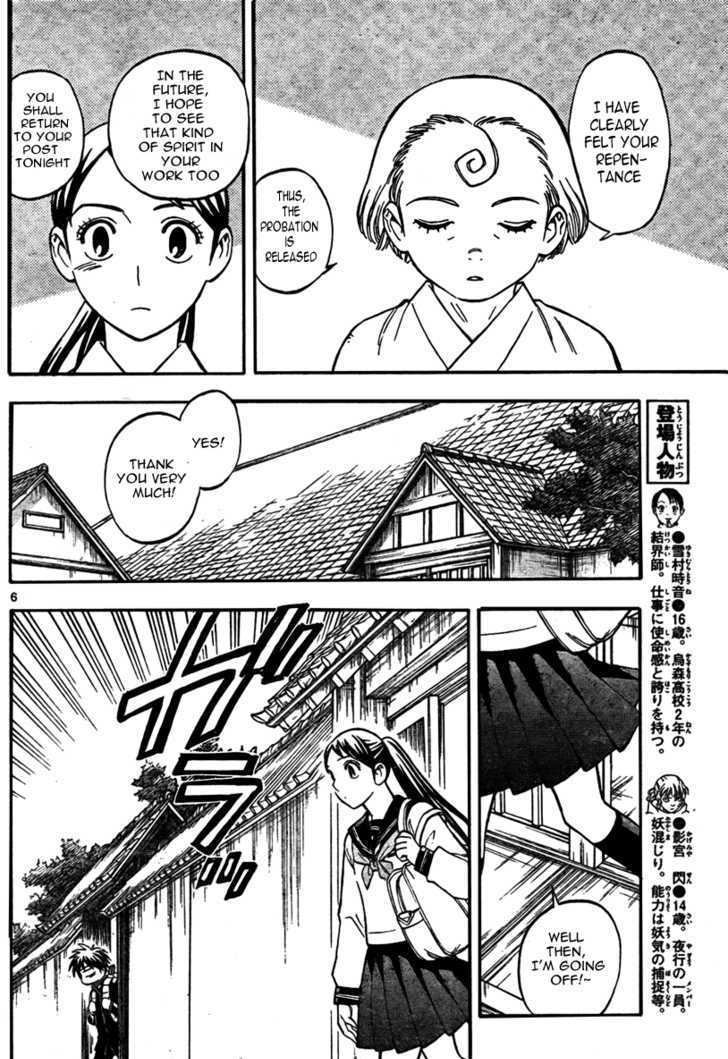 I HAVE
CLEARLY
FELT YOUR
REPEN-
TANCE
THUS,
THE
PROBATION
IS
RELEASED
IN THE
FUTURE,
I HOPE
TO SEE
THAT KIND
OF SPIRIT IN
YOUR
WORK TOO
YOU
SHALL
RETURN
TO YOUR
POST
TONIGHT
YES!
THANK
YOU VERY
MUCH!
登場人物
●雪村時音●16歳。烏森高校2年の
結界師。仕事に使命感と誇りを持つ。
●影宮 閃●14歳。夜行の一員。
妖混じり。能力は妖気の捕捉等。
6
WELL
THEN,
I'M GOING
OFF!~
ガラッ